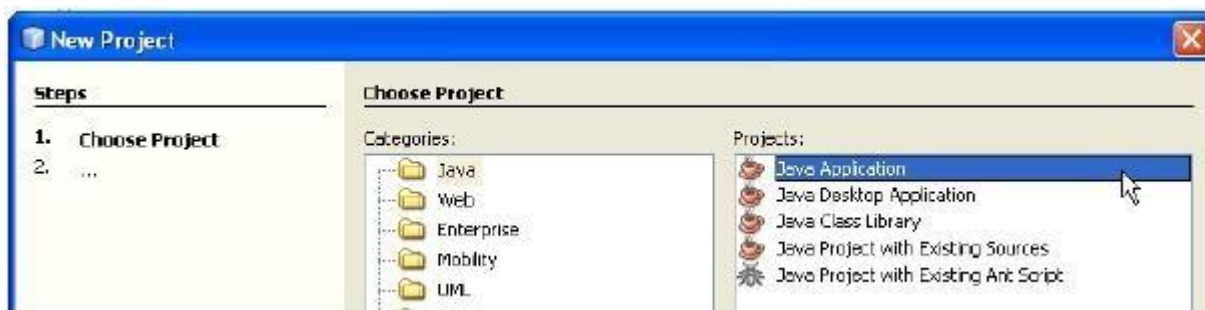 New Project
Steps
1. Choose Project
2. ...
Choose Project
Categories:
Java
Web
Enterprise
Mobility
UML
Projects:
Java Application
Java Desktop Application
Java Class Library
Java Project with Existing Sources
Java Project with Existing Ant Script